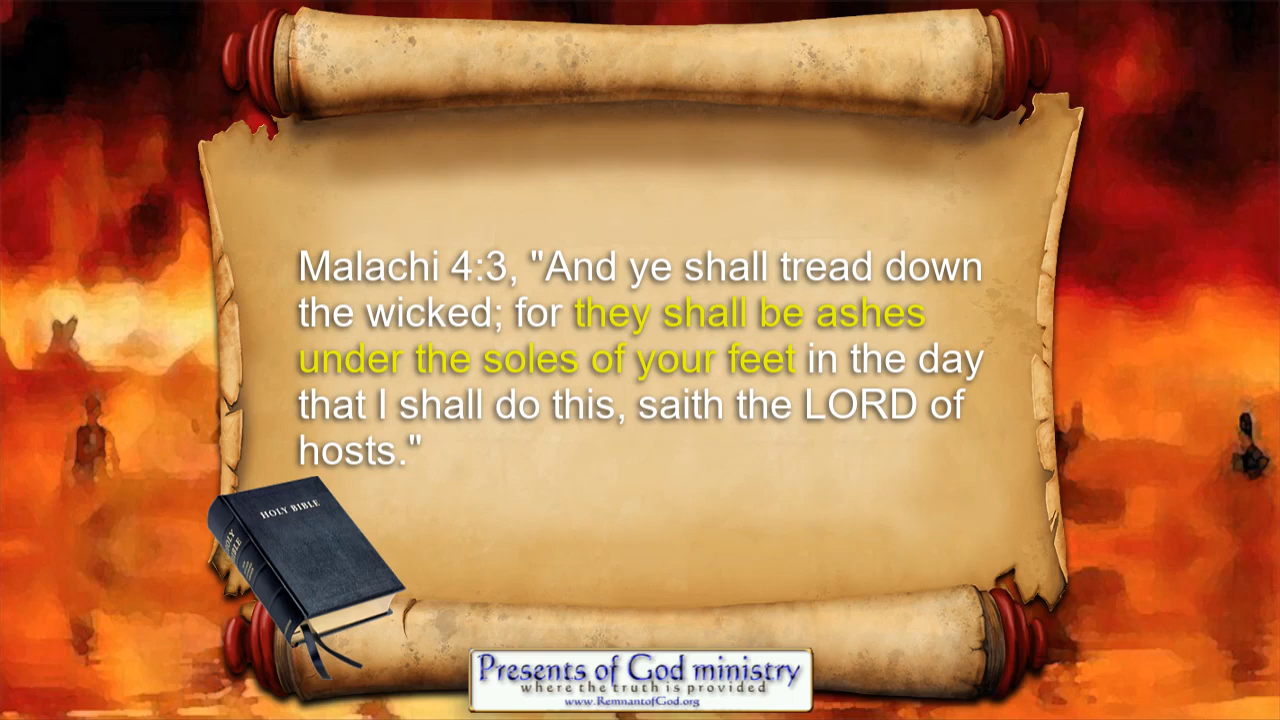 Malachi 4:3, "And ye shall tread down
the wicked; for they shall be ashes
under the soles of your feet in the day
that I shall do this, saith the LORD of
hosts."
HOLY BIBLE
HOLY BIBLE
Presents of God ministry
where the truth is provided
www.RemnantofGod.org